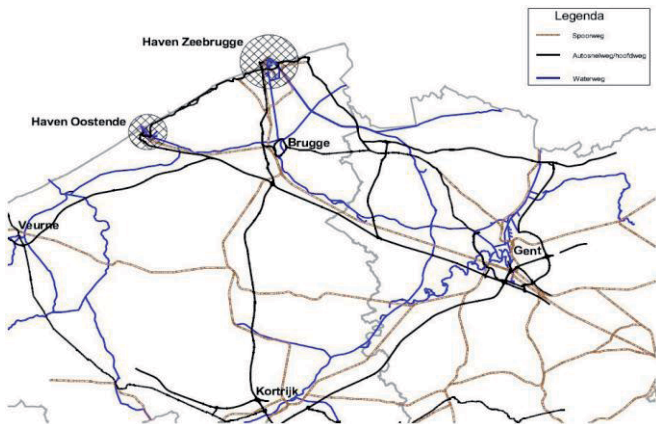 Legenda
Spoorweg
Autosnelweg/hoofdweg
Waterweg
Haven Zeebrugge
Haven Oostende
Brugge
Veurne
Gent
Kortrijk